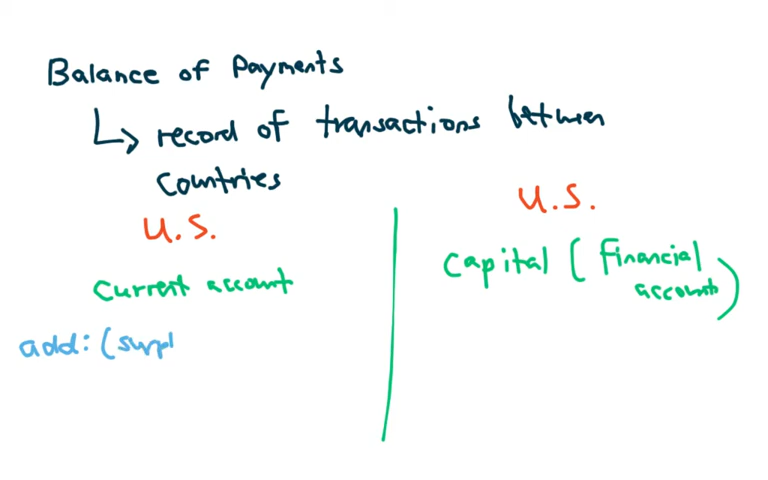 Balance of Payments
↳ record of transactions between
countries
U.S.
U.S.
Current account
Capital (Financial
account)
add: (surpl